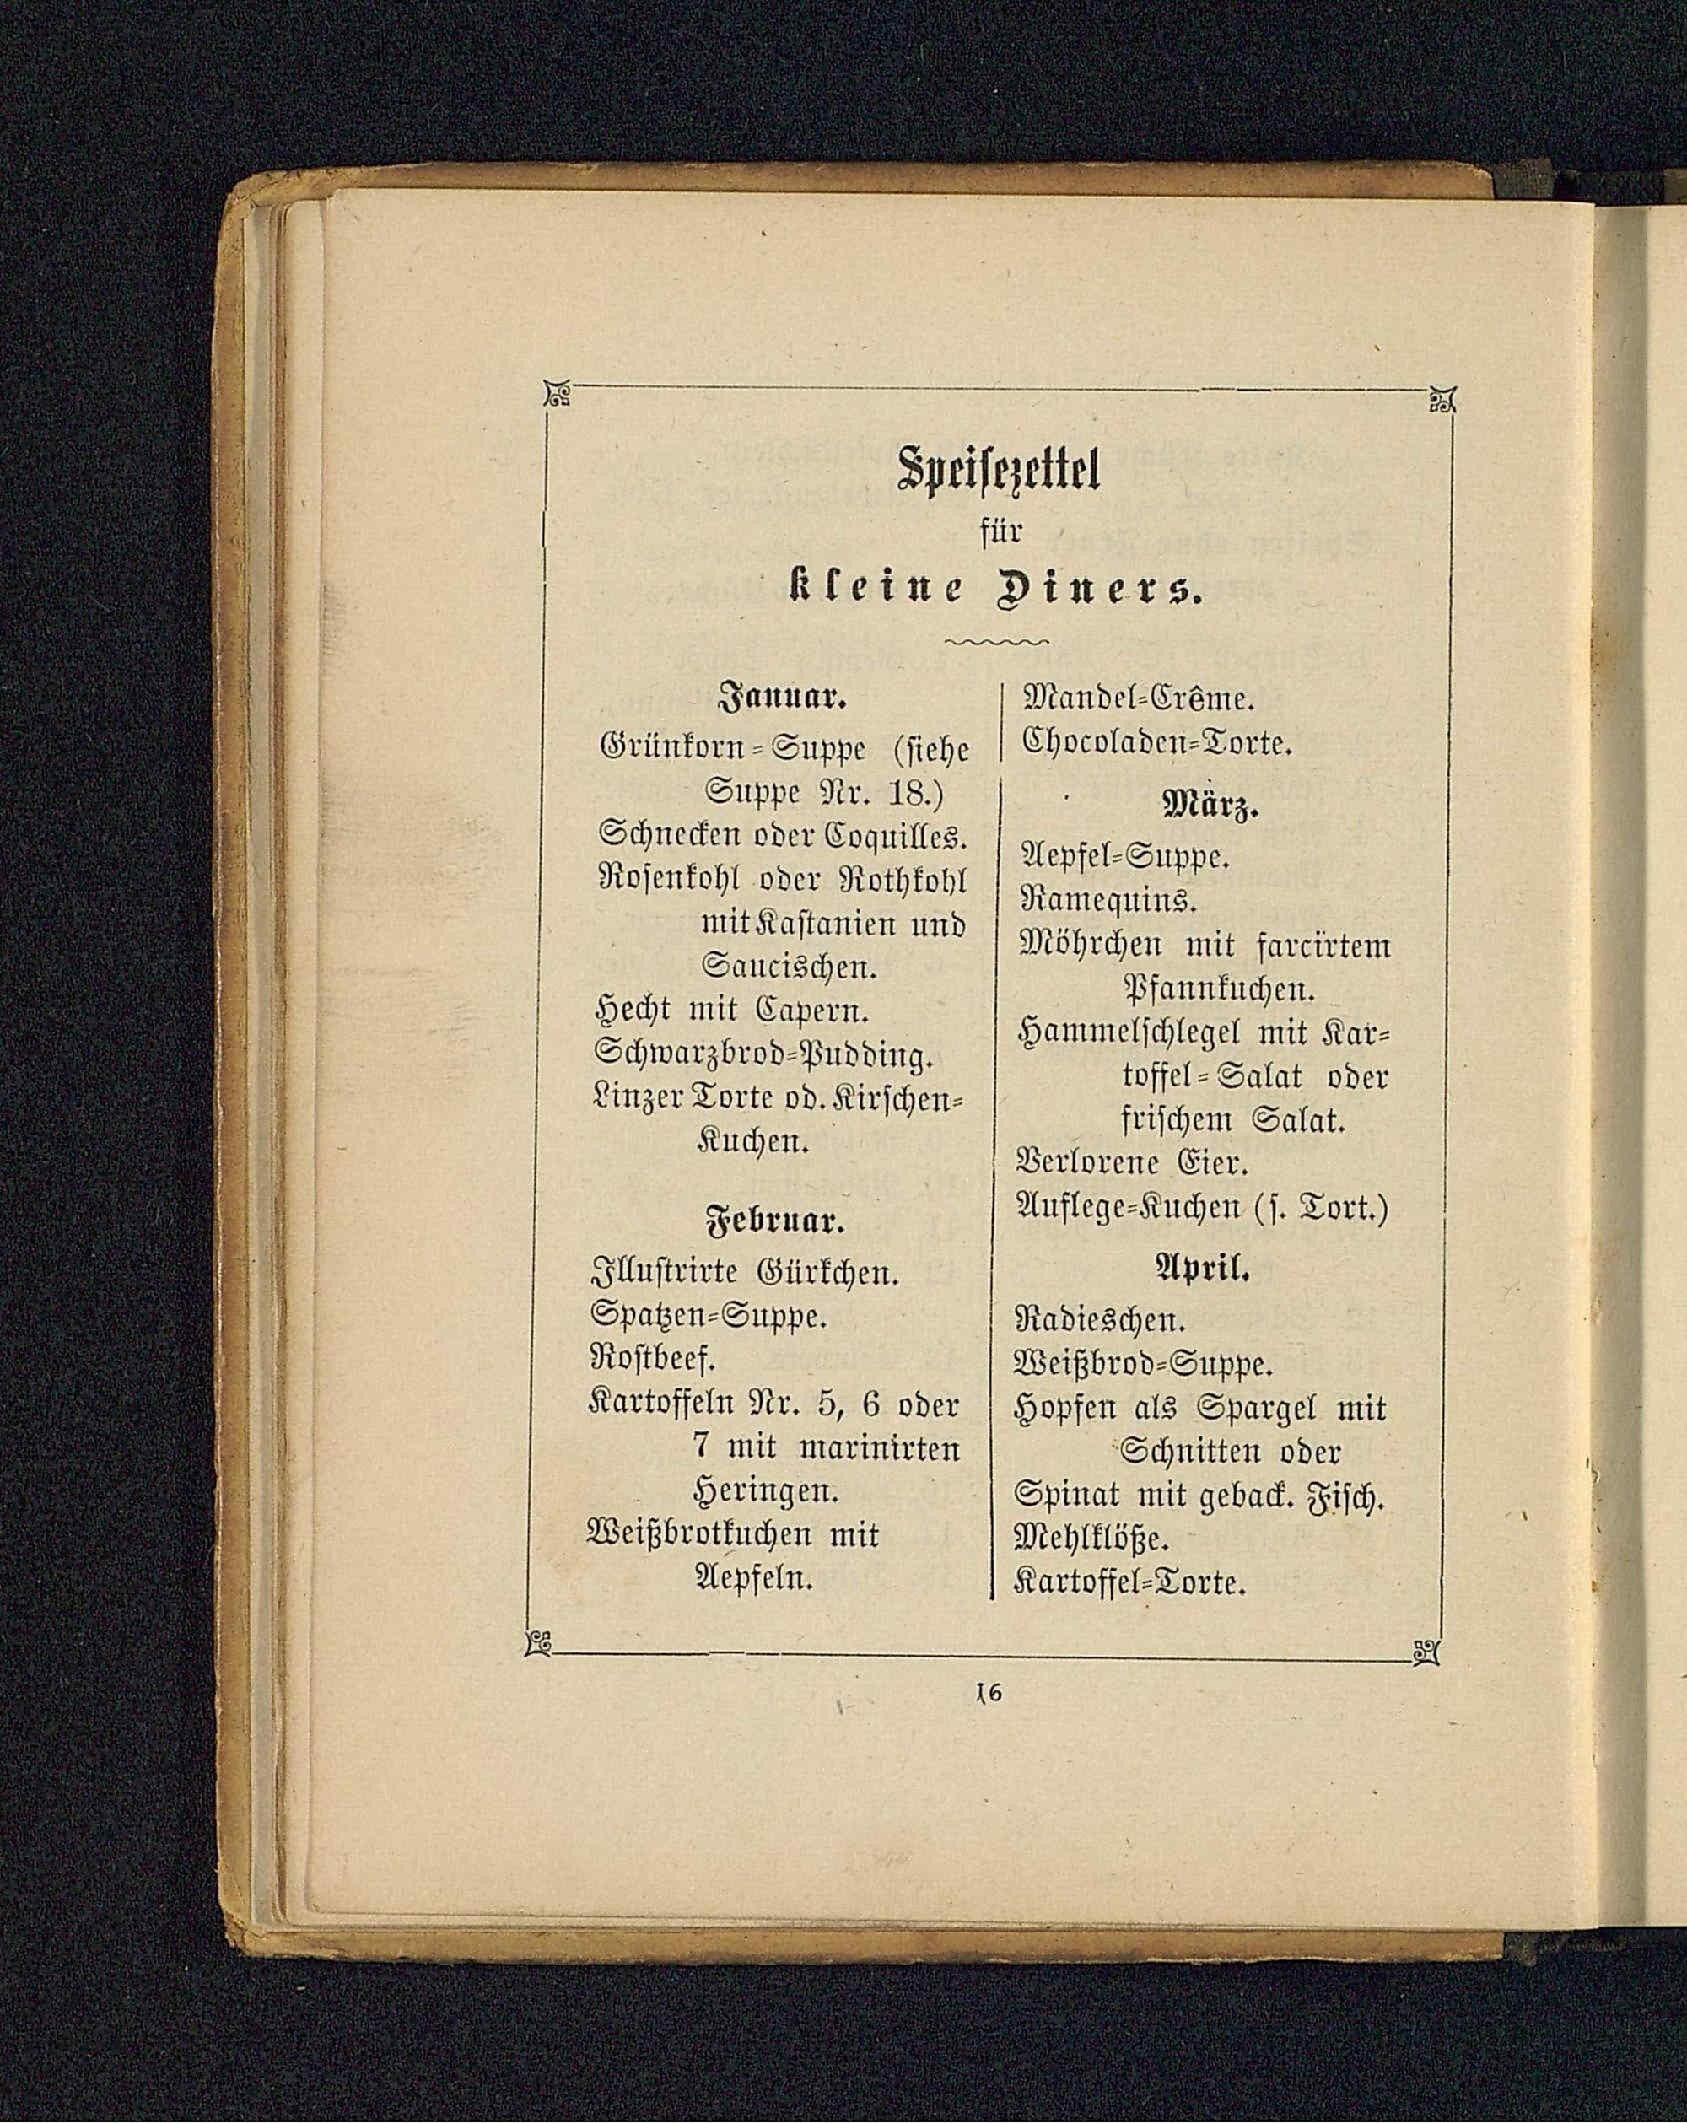 Speisezettel
für
kleine Diners.
Januar.
Grünkorn-Suppe (siehe
Suppe Nr. 18.)
Schnecken oder Coquilles.
Rosenkohl oder Rothkohl
mit Kastanien und
Saucischen.
Hecht mit Capern.
Schwarzbrod-Pudding.
Linzer Torte od. Kirschen-
Kuchen.
Februar.
Illustrirte Gürkchen.
Spatzen-Suppe.
Rostbeef.
Kartoffeln Nr. 5, 6 oder
7 mit marinirten
Heringen.
Weißbrotkuchen mit
Aepfeln.
Mandel-Crême.
Chocoladen-Torte.
März.
Aepfel-Suppe.
Ramequins.
Möhrchen mit farcirtem
Pfannkuchen.
Hammelschlegel mit Kar-
toffel-Salat oder
frischem Salat.
Verlorene Eier.
Auflege-Kuchen (s. Tort.)
April.
Radieschen.
Weißbrod-Suppe.
Hopfen als Spargel mit
Schnitten oder
Spinat mit geback. Fisch.
Mehlklöße.
Kartoffel-Torte.
16